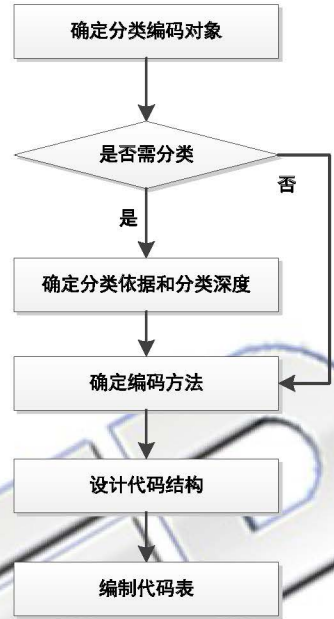 确定分类编码对象
是否需分类
否
是
确定分类依据和分类深度
确定编码方法
设计代码结构
编制代码表